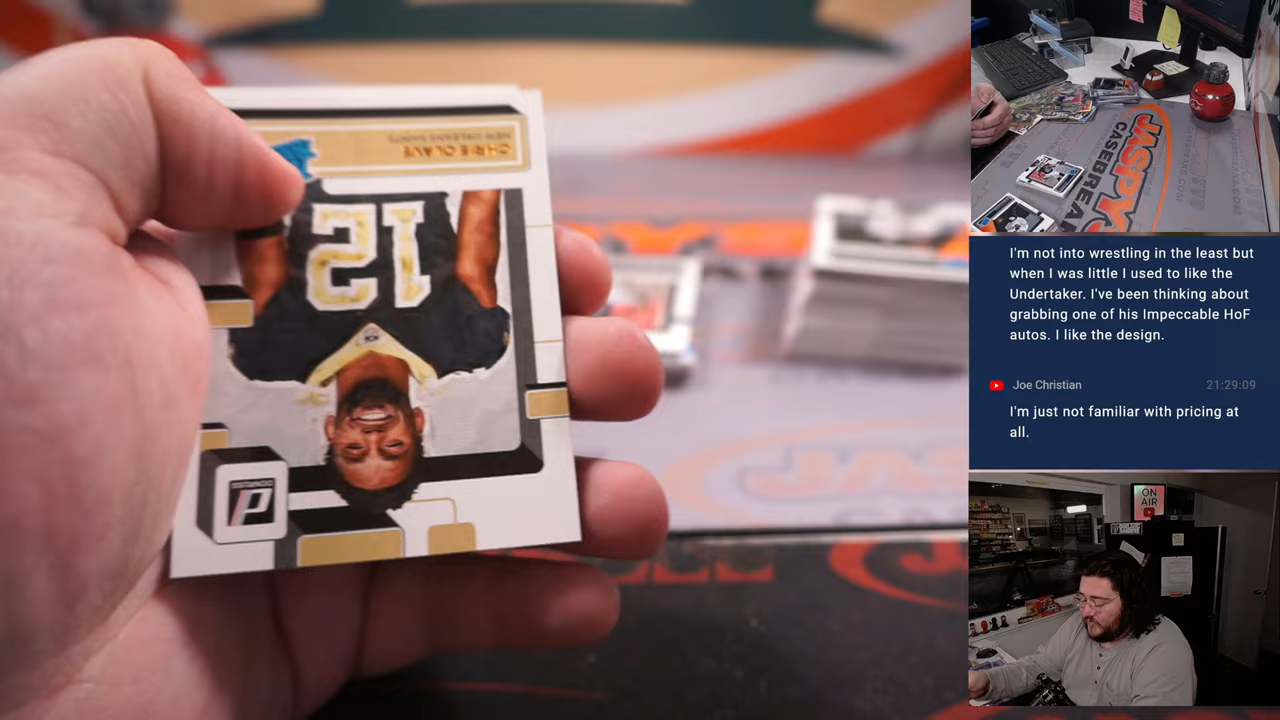 CHRIS OLAVE
NEW ORLEANS SAINTS
12
DONRUSS
JASPY
CASEBREA
I'm not into wrestling in the least but
when I was little I used to like the
Undertaker. I've been thinking about
grabbing one of his Impeccable HoF
autos. I like the design.
Joe Christian 21:29:09
I'm just not familiar with pricing at
all.
ON
AIR